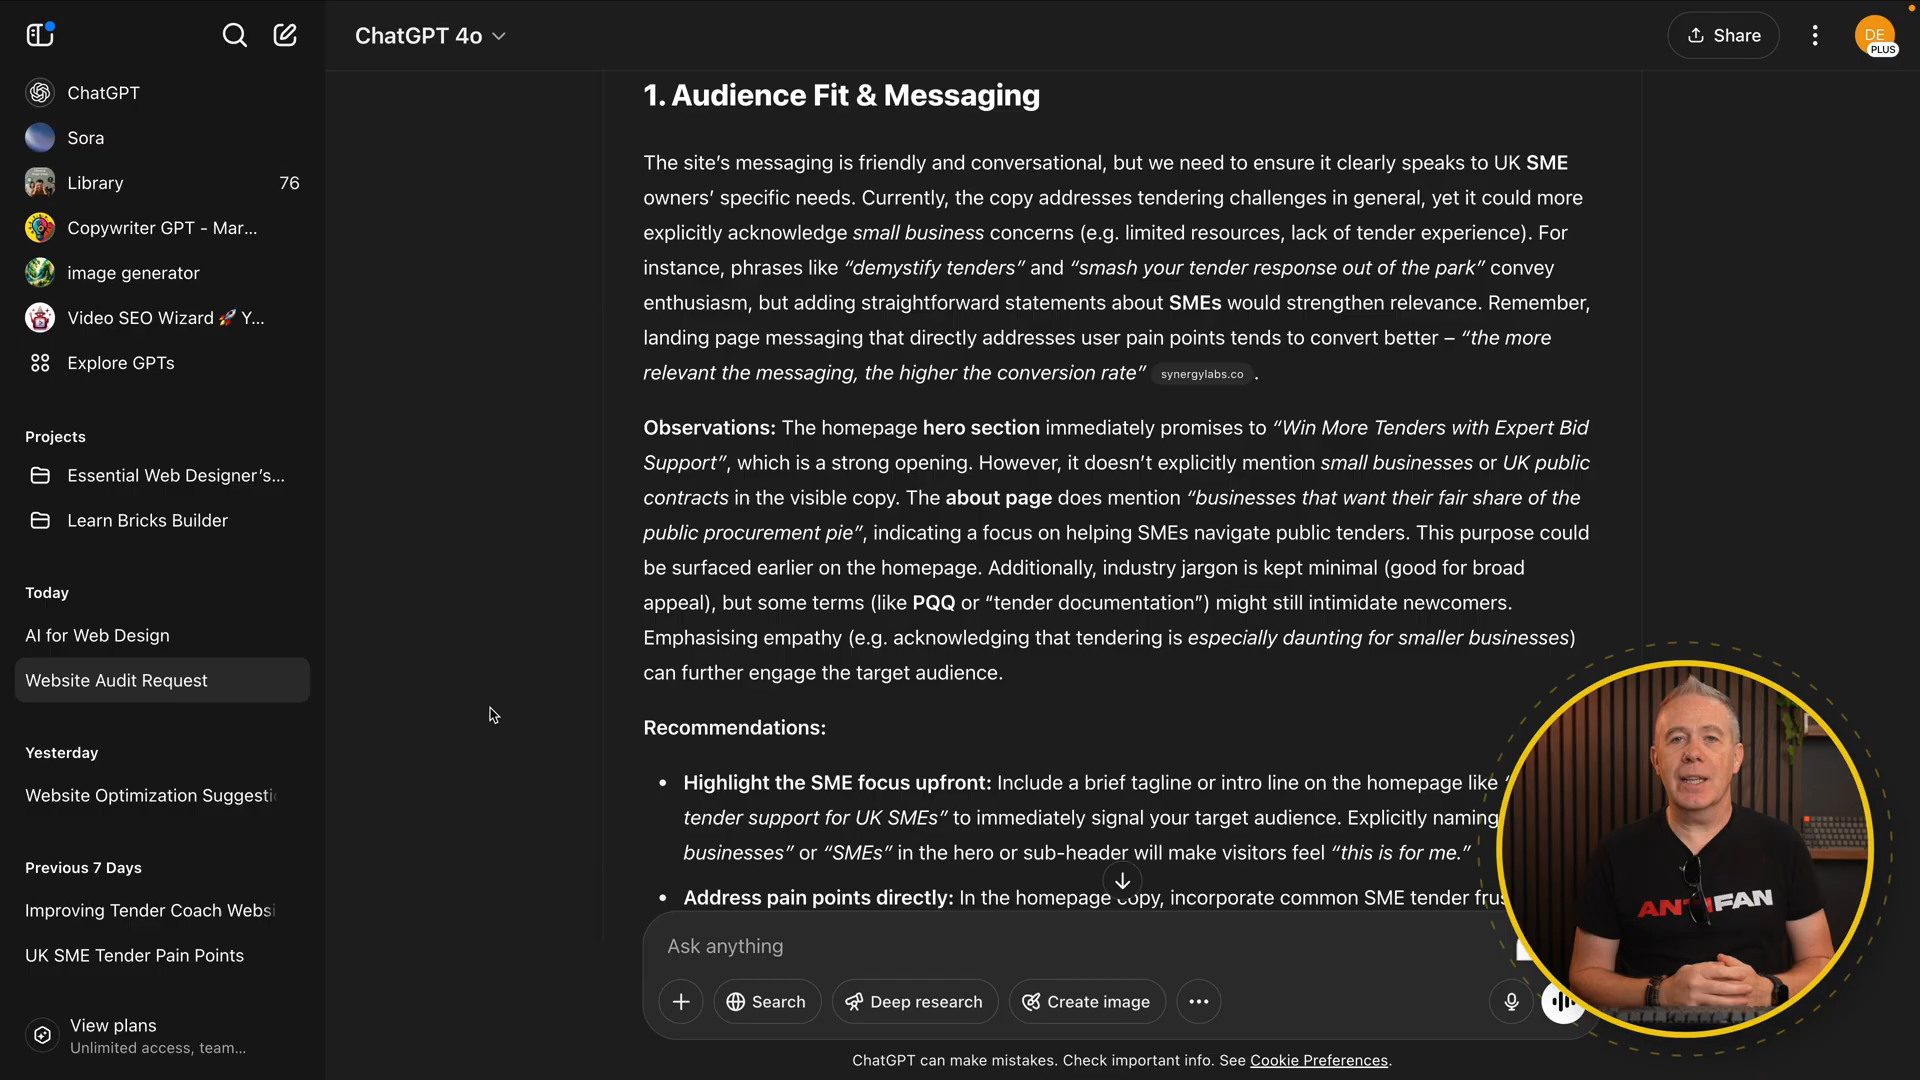 ChatGPT 4o
Share
DE
PLUS
ChatGPT
Sora
Library 76
Copywriter GPT - Mar...
image generator
Video SEO Wizard 🚀 Y...
Explore GPTs
Projects
Essential Web Designer's...
Learn Bricks Builder
Today
AI for Web Design
Website Audit Request
Yesterday
Website Optimization Suggesti
Previous 7 Days
Improving Tender Coach Websi
UK SME Tender Pain Points
View plans
Unlimited access, team...
1. Audience Fit & Messaging
The site’s messaging is friendly and conversational, but we need to ensure it clearly speaks to UK SME
owners’ specific needs. Currently, the copy addresses tendering challenges in general, yet it could more
explicitly acknowledge small business concerns (e.g. limited resources, lack of tender experience). For
instance, phrases like “demystify tenders” and “smash your tender response out of the park” convey
enthusiasm, but adding straightforward statements about SMEs would strengthen relevance. Remember,
landing page messaging that directly addresses user pain points tends to convert better – “the more
relevant the messaging, the higher the conversion rate” synergylabs.co .
Observations: The homepage hero section immediately promises to “Win More Tenders with Expert Bid
Support”, which is a strong opening. However, it doesn’t explicitly mention small businesses or UK public
contracts in the visible copy. The about page does mention “businesses that want their fair share of the
public procurement pie”, indicating a focus on helping SMEs navigate public tenders. This purpose could
be surfaced earlier on the homepage. Additionally, industry jargon is kept minimal (good for broad
appeal), but some terms (like PQQ or “tender documentation”) might still intimidate newcomers.
Emphasising empathy (e.g. acknowledging that tendering is especially daunting for smaller businesses)
can further engage the target audience.
Recommendations:
• Highlight the SME focus upfront: Include a brief tagline or intro line on the homepage like “
tender support for UK SMEs” to immediately signal your target audience. Explicitly naming
businesses” or “SMEs” in the hero or sub-header will make visitors feel “this is for me.”
• Address pain points directly: In the homepage copy, incorporate common SME tender frus
Ask anything
Search
Deep research
Create image
ChatGPT can make mistakes. Check important info. See Cookie Preferences.
FAN